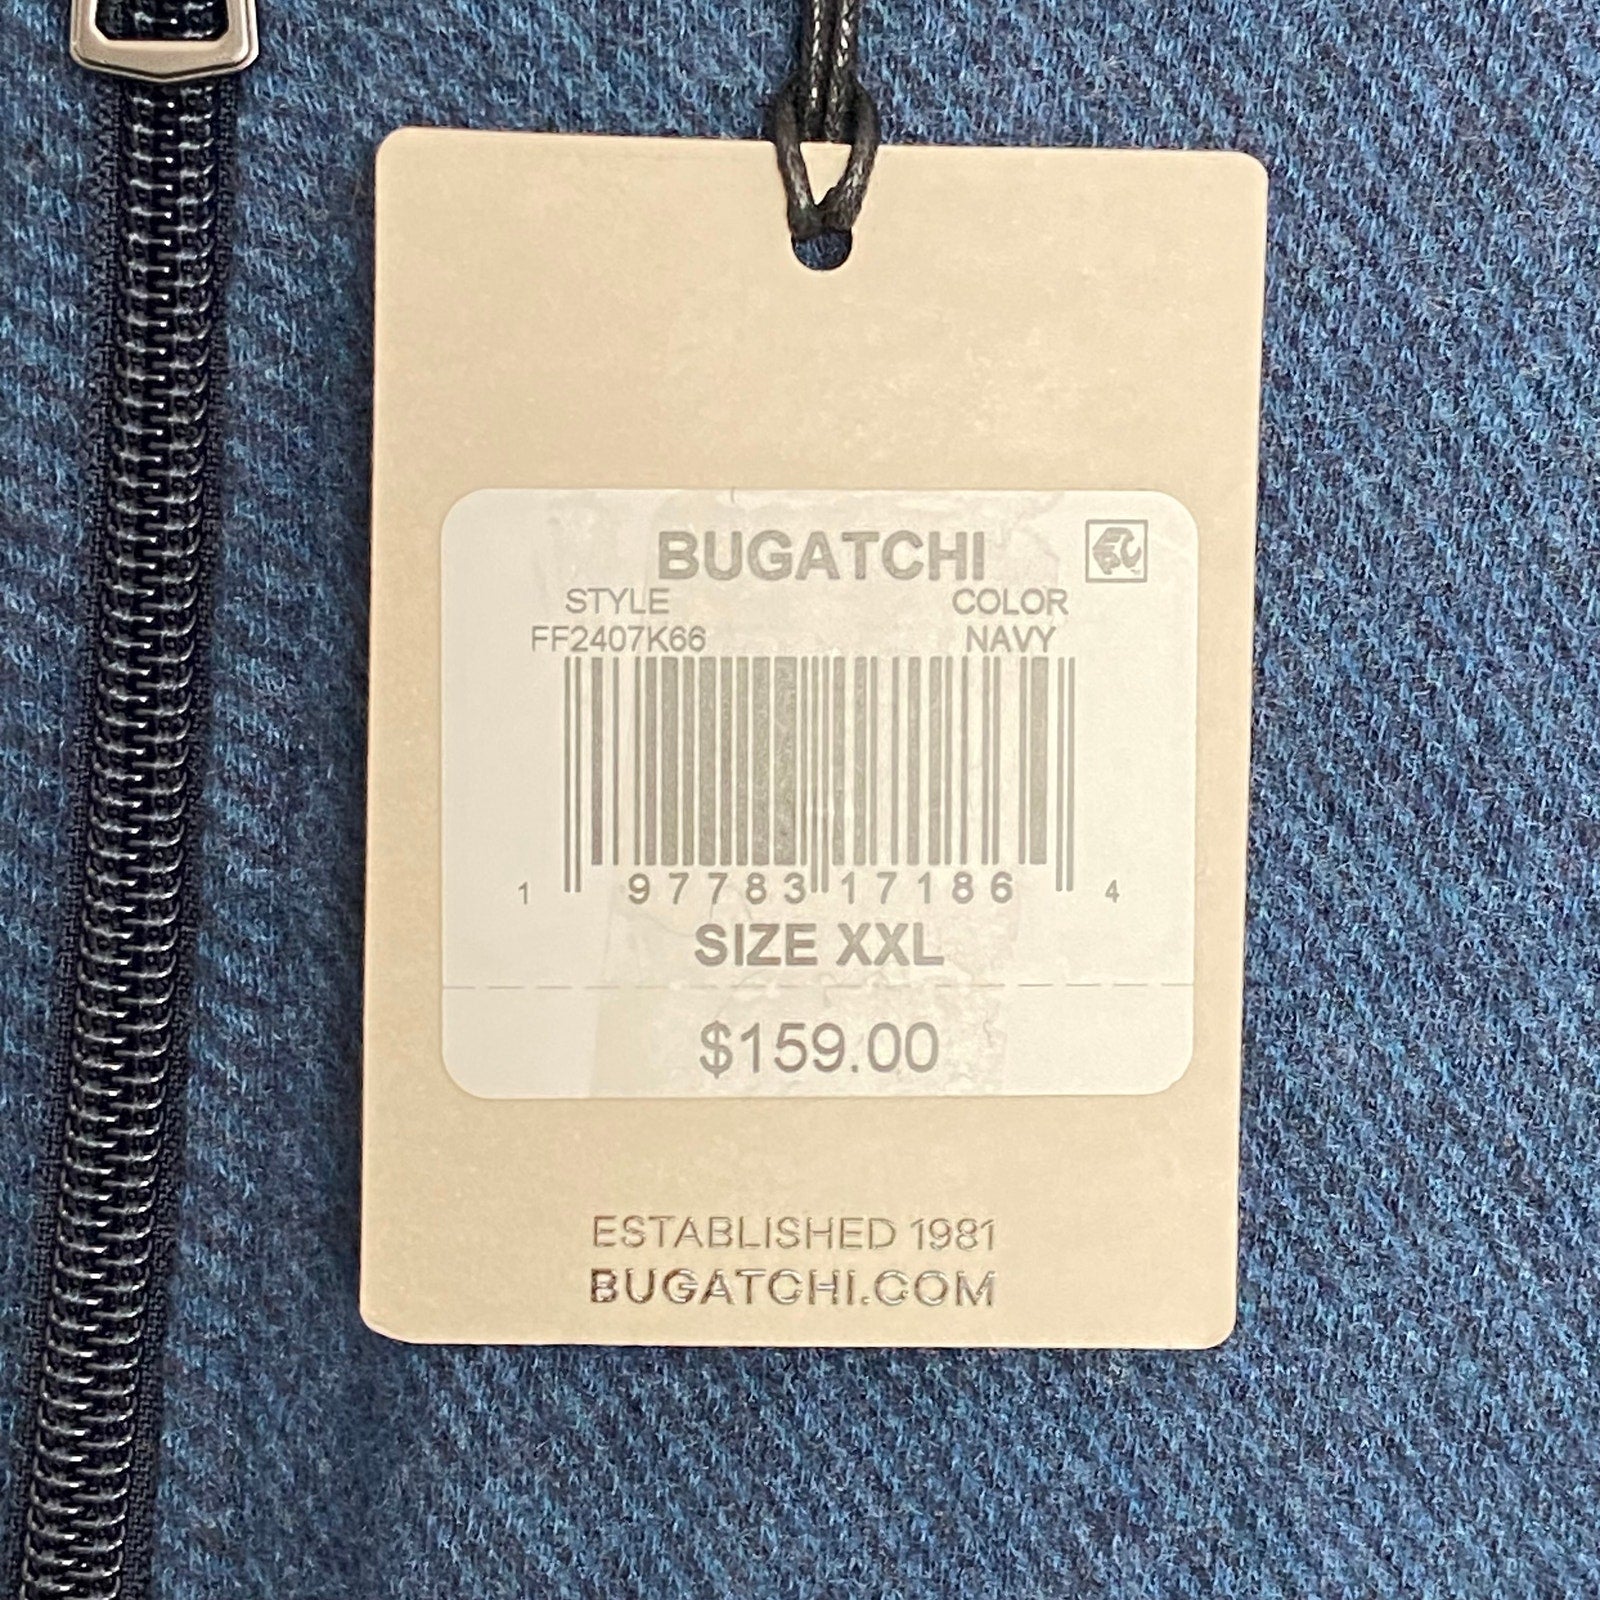 BUGATCHI
STYLE COLOR
FF2407K66 NAVY
1 97783 17186 4
SIZE XXL
$159.00
ESTABLISHED 1981
BUGATCHI.COM